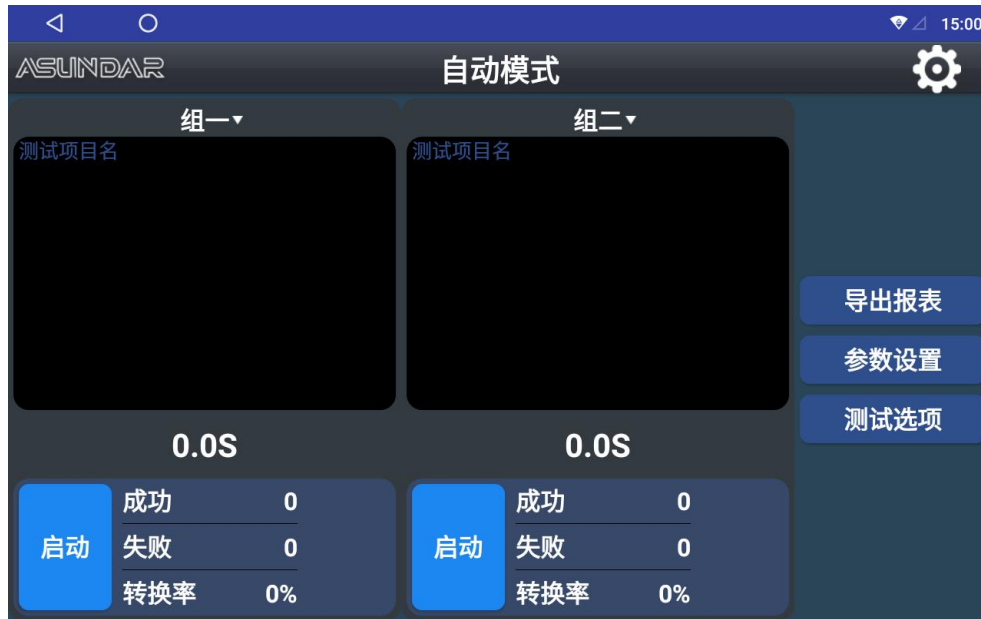 15:00
ASUNDAR
自动模式
组一▾
测试项目名
0.0S
启动
成功 0
失败 0
转换率 0%
组二▾
测试项目名
0.0S
启动
成功 0
失败 0
转换率 0%
导出报表
参数设置
测试选项